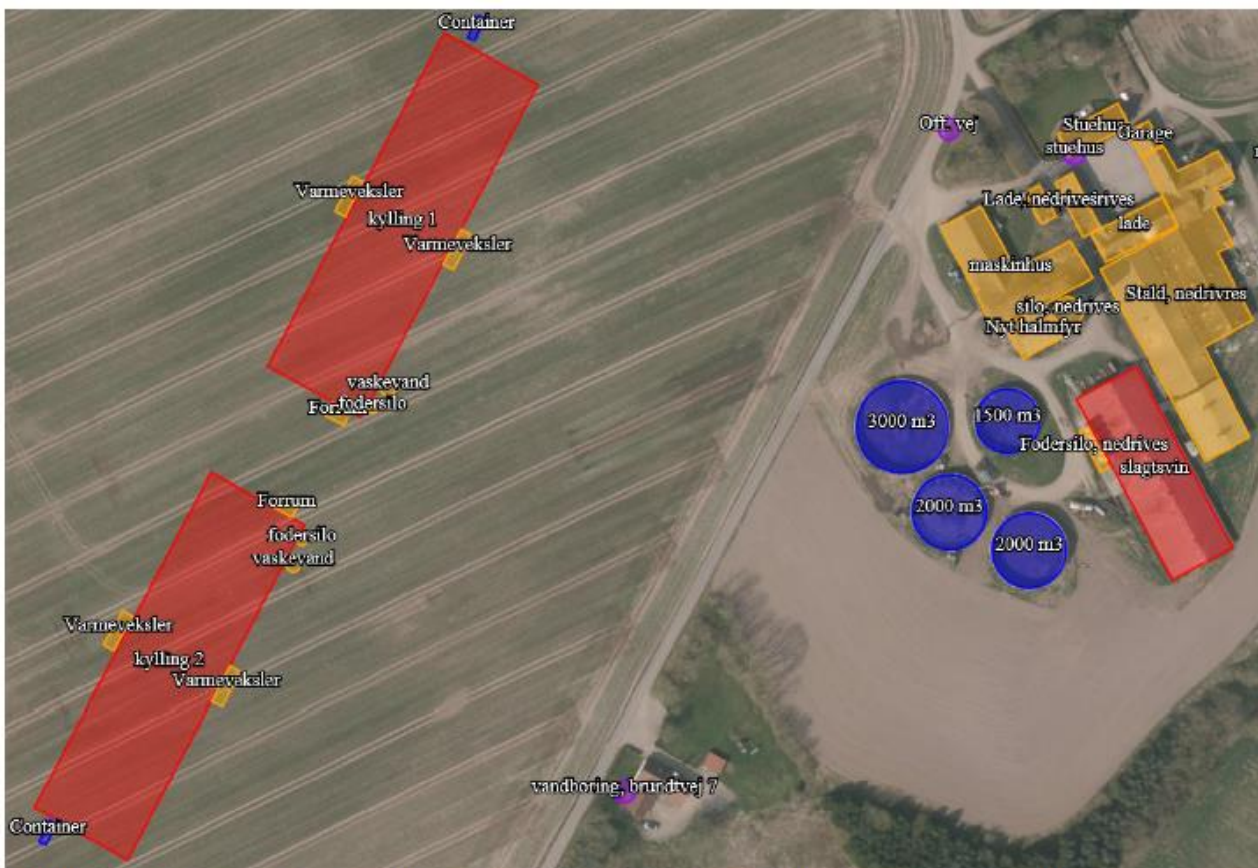 Container
Off. vej
Stuehus
Garage
stuehus
Varmeveksler
kylling 1
Varmeveksler
Lade, nedrives
lade
maskinhus
Stald, nedrivres
silo, nedrives
Nyt halmfyr
vaskevand
fodersilo
3000 m3
1500 m3
Fodersilo, nedrives
slagtsvin
Forrum
fodersilo
vaskevand
2000 m3
2000 m3
Varmeveksler
kylling 2
Varmeveksler
vandboring, brundtvej 7
Container